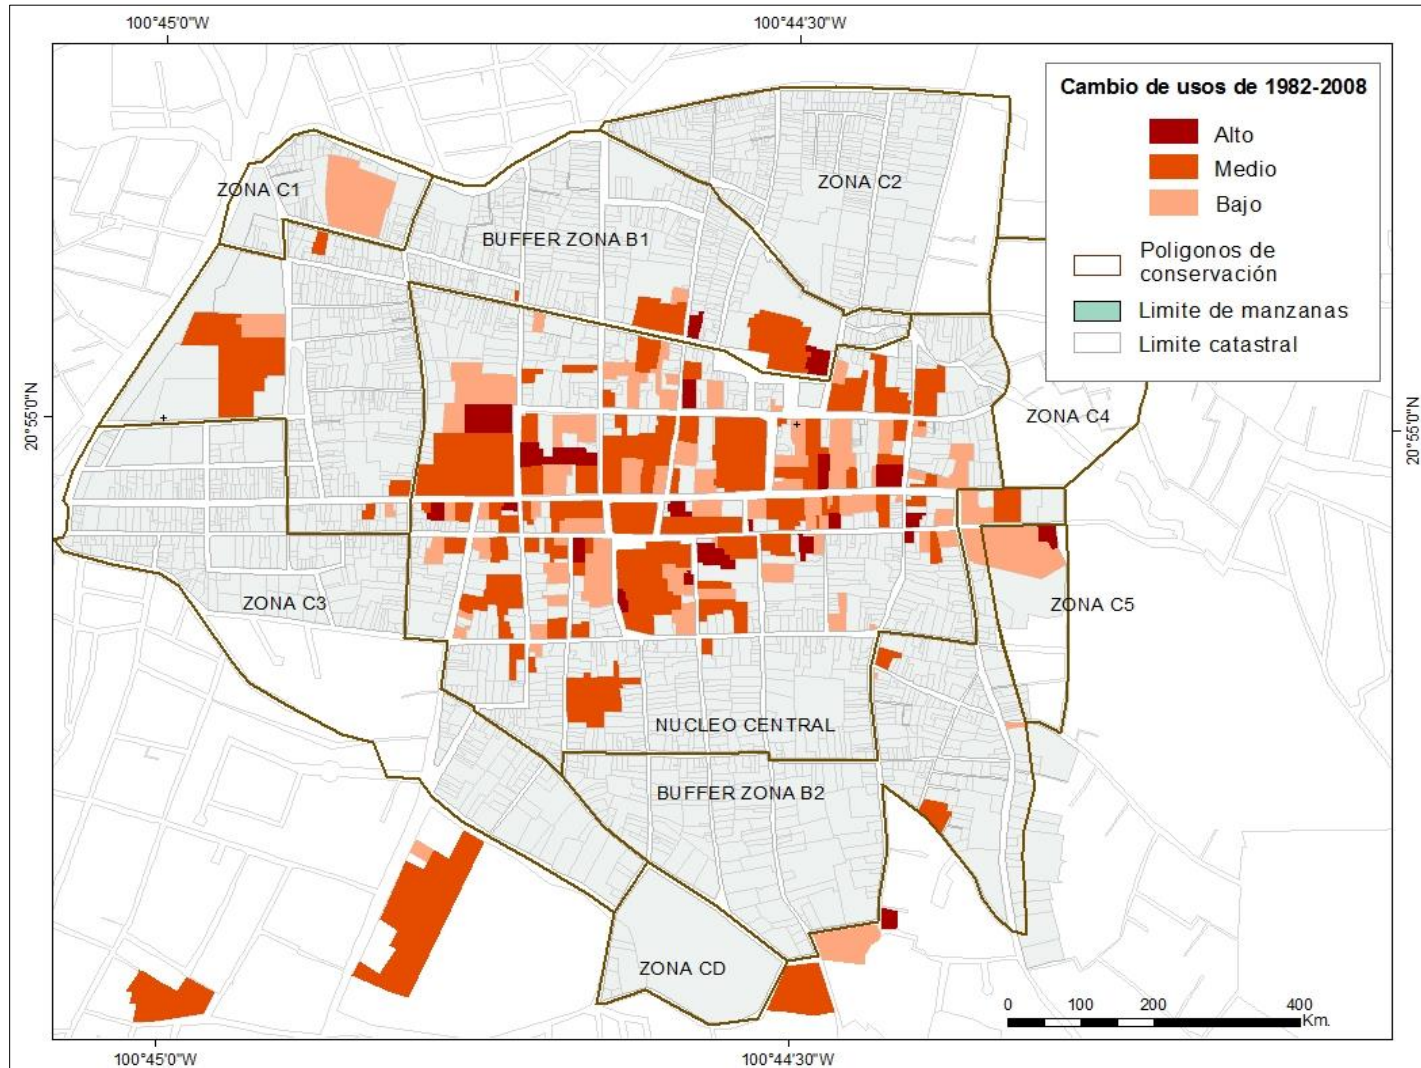 100°45'0"W
100°44'30"W
Cambio de usos de 1982-2008
Alto
Medio
Bajo
Poligonos de
conservación
Limite de manzanas
Limite catastral
ZONA C1
ZONA C2
BUFFER ZONA B1
20°55'0"N
20°55'0"N
ZONA C4
ZONA C3
ZONA C5
NUCLEO CENTRAL
BUFFER ZONA B2
ZONA CD
0 100 200 400
Km.
100°45'0"W
100°44'30"W